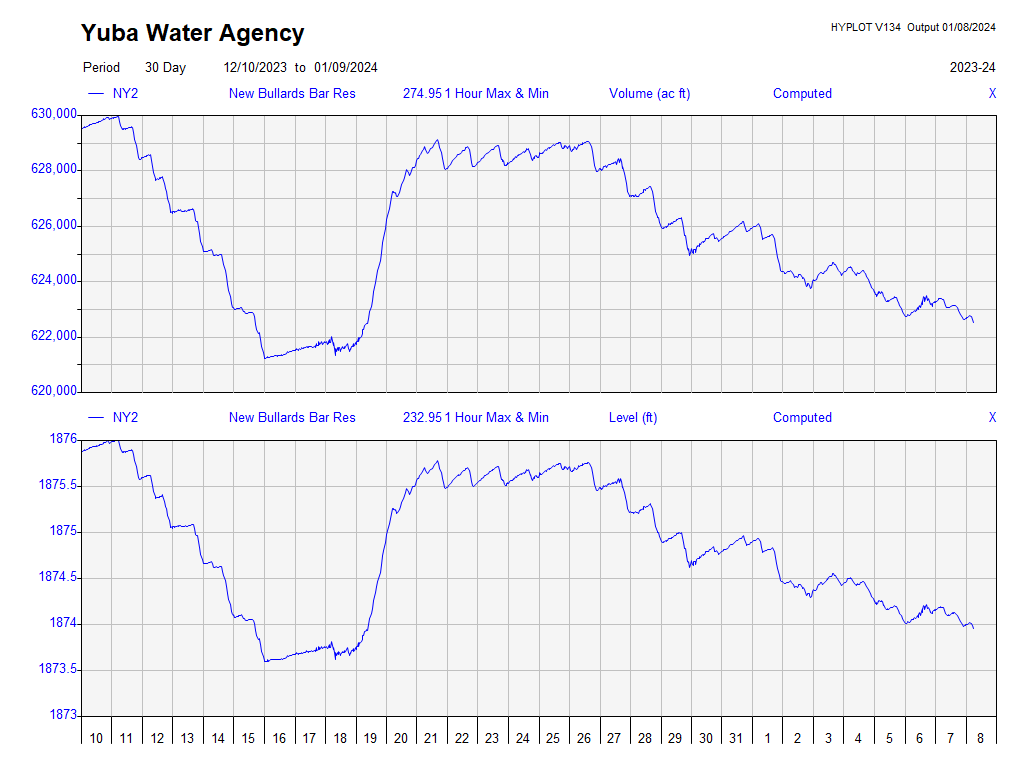 Yuba Water Agency
HYPLOT V134 Output 01/08/2024
Period 30 Day 12/10/2023 to 01/09/2024 2023-24
NY2 New Bullards Bar Res 274.95 1 Hour Max & Min Volume (ac ft) Computed X
630,000
628,000
626,000
624,000
622,000
620,000
NY2 New Bullards Bar Res 232.95 1 Hour Max & Min Level (ft) Computed X
1876
1875.5
1875
1874.5
1874
1873.5
1873
10 11 12 13 14 15 16 17 18 19 20 21 22 23 24 25 26 27 28 29 30 31 1 2 3 4 5 6 7 8